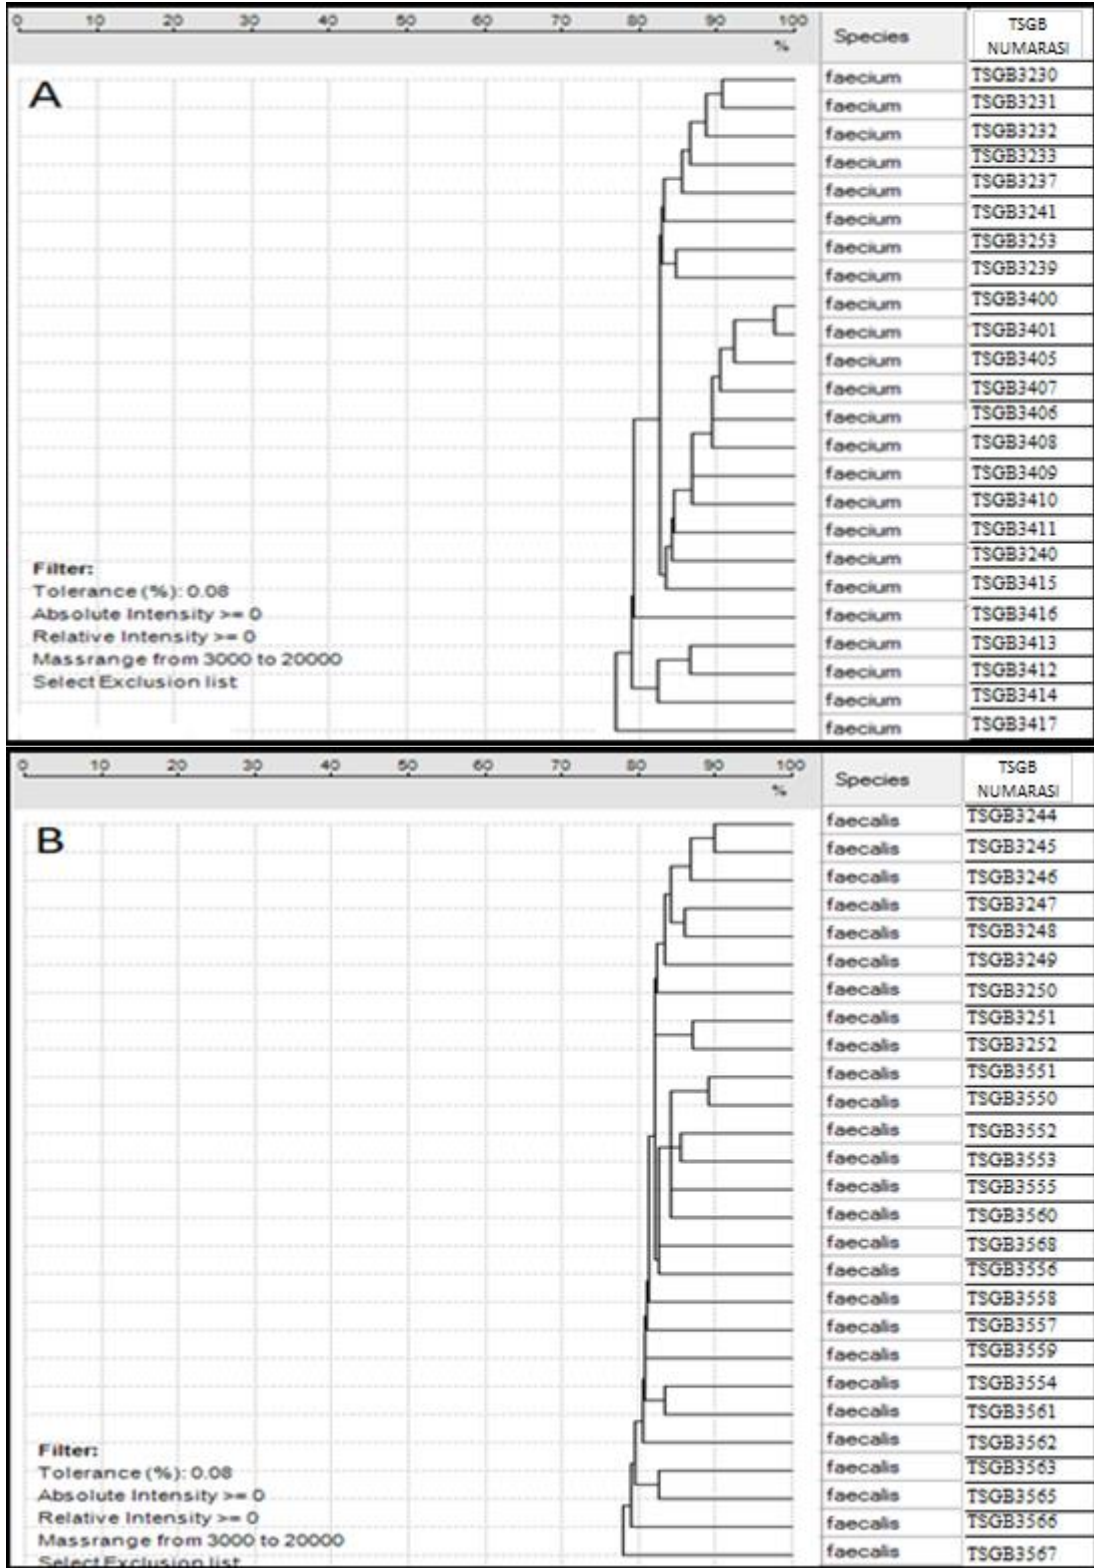 0 10 20 30 40 50 60 70 80 90 100
%
Species
TSGB
NUMARASI
A
faecium TSGB3230
faecium TSGB3231
faecium TSGB3232
faecium TSGB3233
faecium TSGB3237
faecium TSGB3241
faecium TSGB3253
faecium TSGB3239
faecium TSGB3400
faecium TSGB3401
faecium TSGB3405
faecium TSGB3407
faecium TSGB3406
faecium TSGB3408
faecium TSGB3409
faecium TSGB3410
faecium TSGB3411
faecium TSGB3240
faecium TSGB3415
faecium TSGB3416
faecium TSGB3413
faecium TSGB3412
faecium TSGB3414
faecium TSGB3417
Filter:
Tolerance (%): 0.08
Absolute Intensity >= 0
Relative Intensity >= 0
Massrange from 3000 to 20000
Select Exclusion list
0 10 20 30 40 50 60 70 80 90 100
%
Species
TSGB
NUMARASI
B
faecalis TSGB3244
faecalis TSGB3245
faecalis TSGB3246
faecalis TSGB3247
faecalis TSGB3248
faecalis TSGB3249
faecalis TSGB3250
faecalis TSGB3251
faecalis TSGB3252
faecalis TSGB3551
faecalis TSGB3550
faecalis TSGB3552
faecalis TSGB3553
faecalis TSGB3555
faecalis TSGB3560
faecalis TSGB3568
faecalis TSGB3556
faecalis TSGB3558
faecalis TSGB3557
faecalis TSGB3559
faecalis TSGB3554
faecalis TSGB3561
faecalis TSGB3562
faecalis TSGB3563
faecalis TSGB3565
faecalis TSGB3566
faecalis TSGB3567
Filter:
Tolerance (%): 0.08
Absolute Intensity >= 0
Relative Intensity >= 0
Massrange from 3000 to 20000
Select Exclusion list